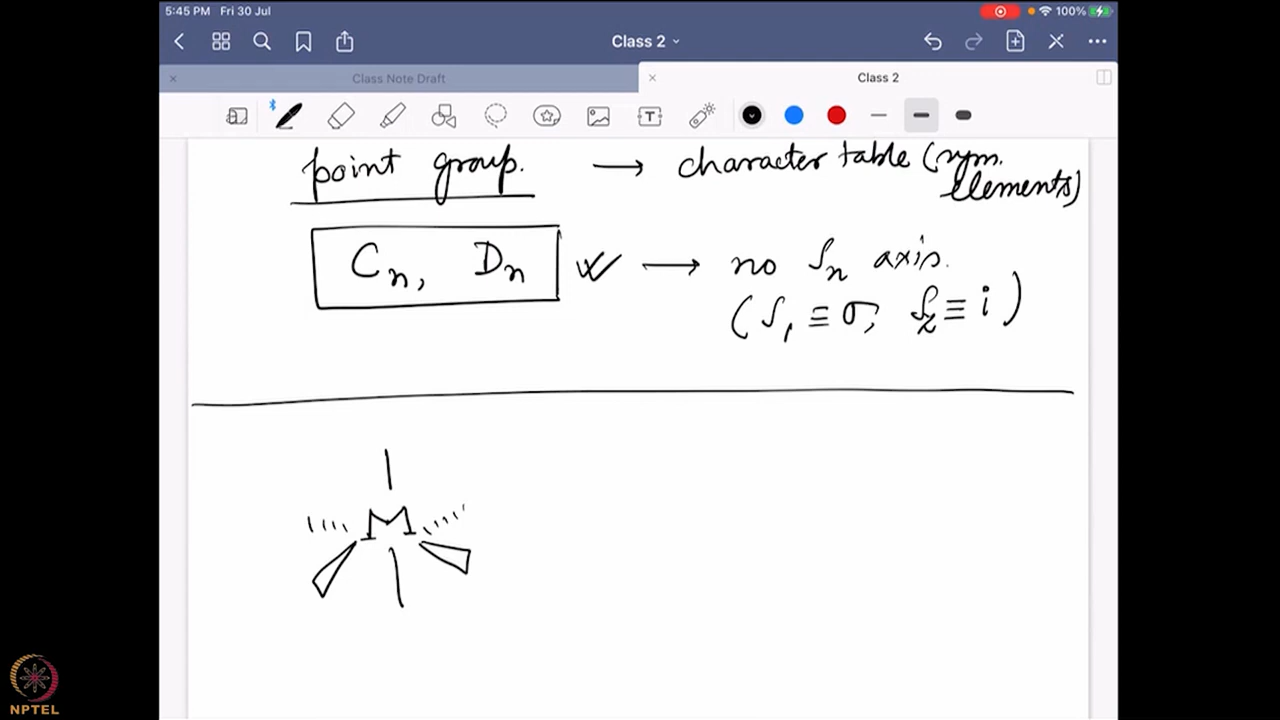 5:45 PM Fri 30 Jul
100%
Class 2
Class Note Draft
Class 2
T
point group. → character table (sym. elements)
Cn, Dn → no Sn axis.
(S1 ≡ σ, S2 ≡ i)
M
NPTEL